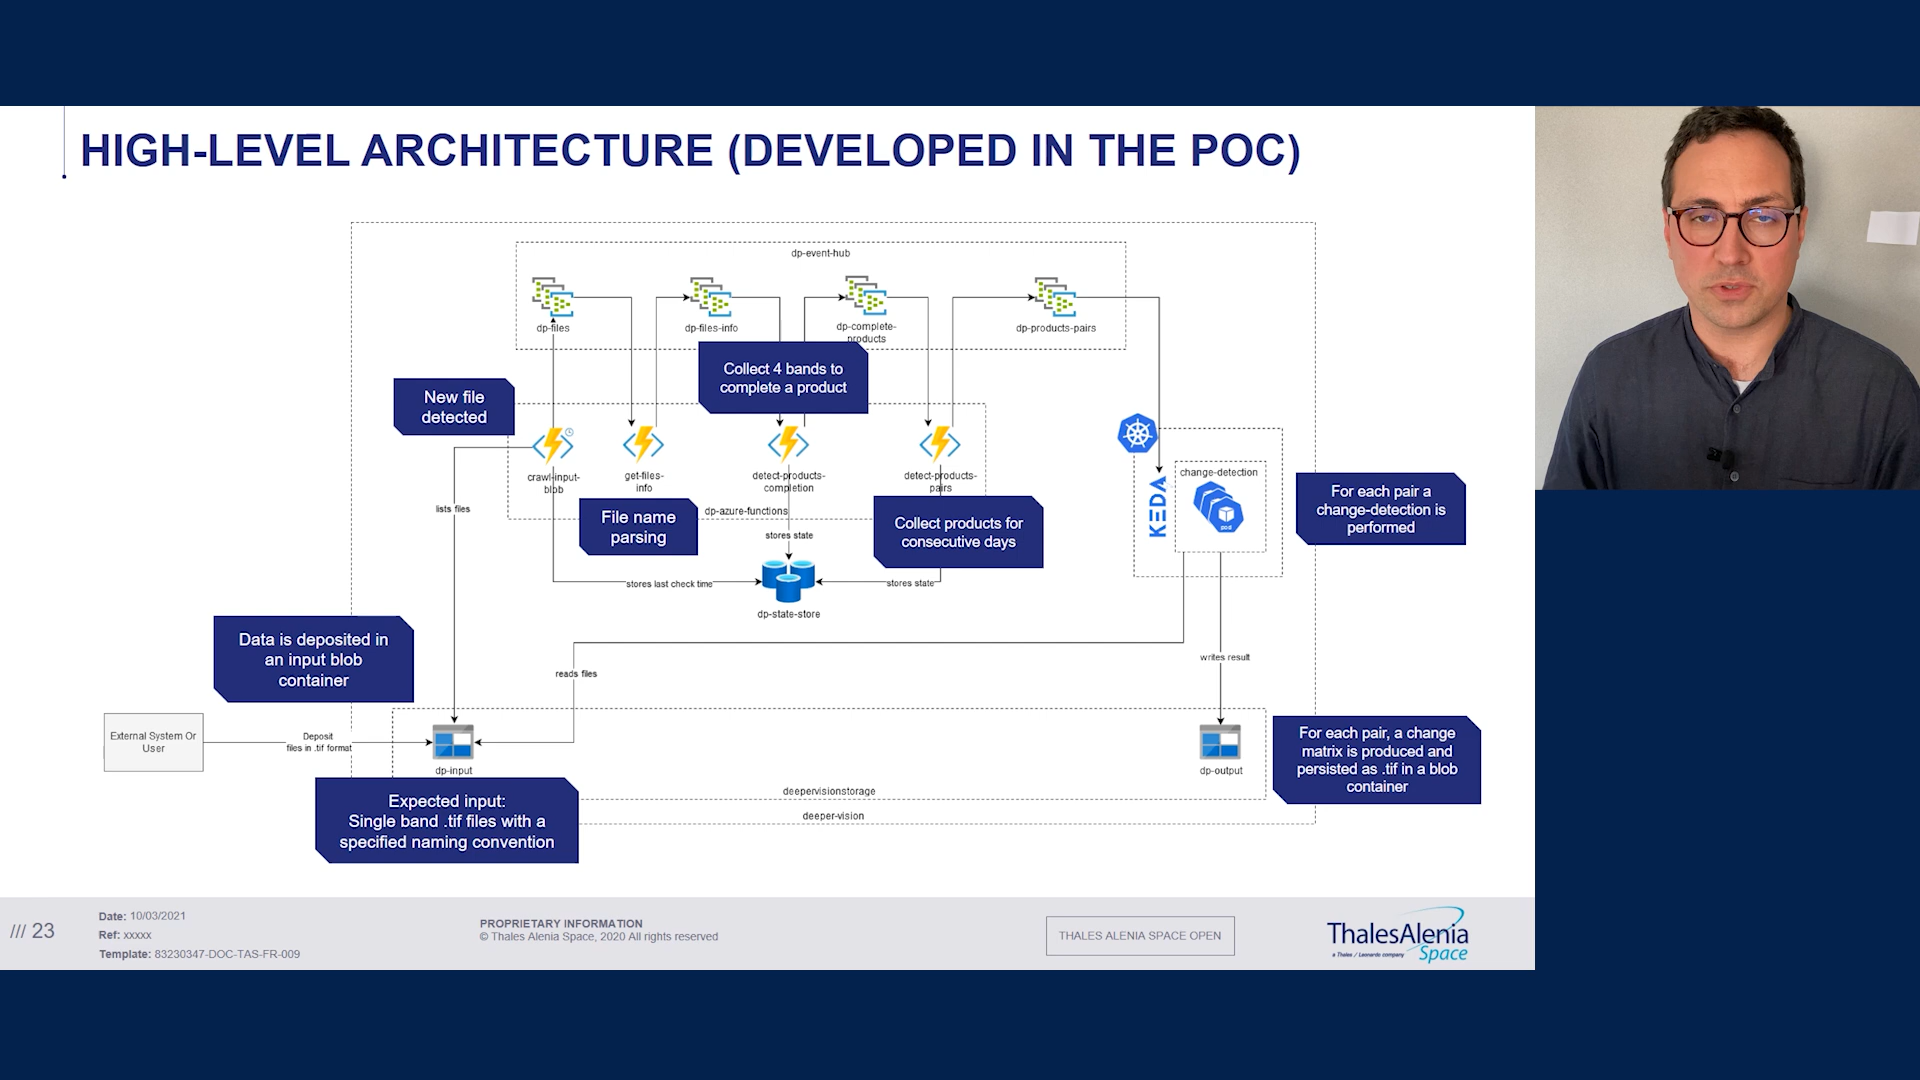 HIGH-LEVEL ARCHITECTURE (DEVELOPED IN THE POC)
dp-event-hub
dp-files
dp-files-info
dp-complete-
products
dp-products-pairs
Collect 4 bands to
complete a product
New file
detected
crawl-input-
blob
get-files-
info
detect-products-
completion
detect-products-
pairs
KEDA
change-detection
pod
For each pair a
change-detection is
performed
lists files
File name
parsing
dp-azure-functions
Collect products for
consecutive days
stores state
stores last check time
stores state
dp-state-store
Data is deposited in
an input blob
container
reads files
writes result
External System Or
User
Deposit
files in .tif format
dp-input
dp-output
For each pair, a change
matrix is produced and
persisted as .tif in a blob
container
Expected input:
Single band .tif files with a
specified naming convention
deepervisionstorage
deeper-vision
/// 23
Date: 10/03/2021
Ref: xxxxx
Template: 83230347-DOC-TAS-FR-009
PROPRIETARY INFORMATION
© Thales Alenia Space, 2020 All rights reserved
THALES ALENIA SPACE OPEN
ThalesAlenia
a Thales / Leonardo company
Space